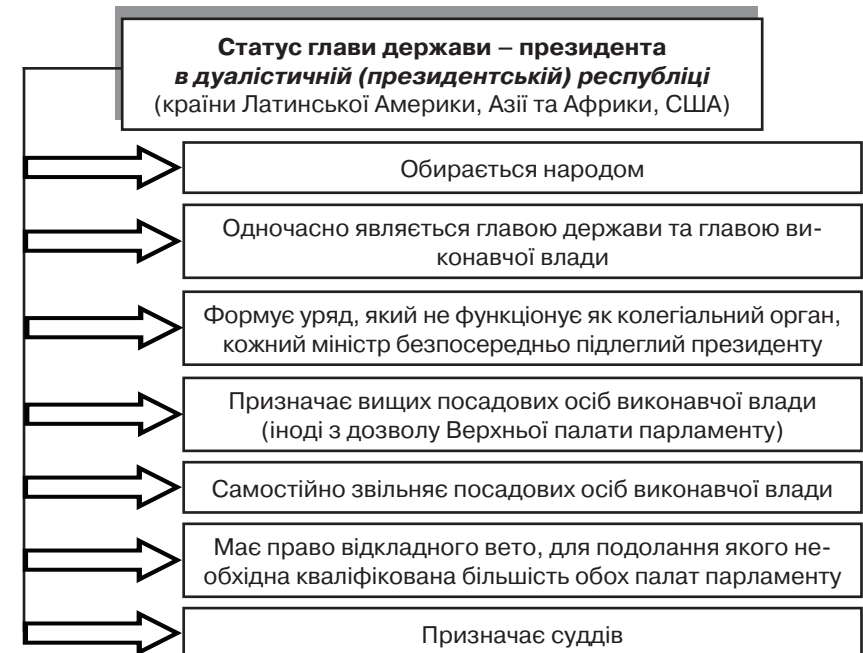 Статус глави держави – президента
в дуалістичній (президентській) республіці
(країни Латинської Америки, Азії та Африки, США)
Обирається народом
Одночасно являється главою держави та главою ви-
конавчої влади
Формує уряд, який не функціонує як колегіальний орган,
кожний міністр безпосередньо підлеглий президенту
Призначає вищих посадових осіб виконавчої влади
(іноді з дозволу Верхньої палати парламенту)
Самостійно звільняє посадових осіб виконавчої влади
Має право відкладного вето, для подолання якого не-
обхідна кваліфікована більшість обох палат парламенту
Призначає суддів